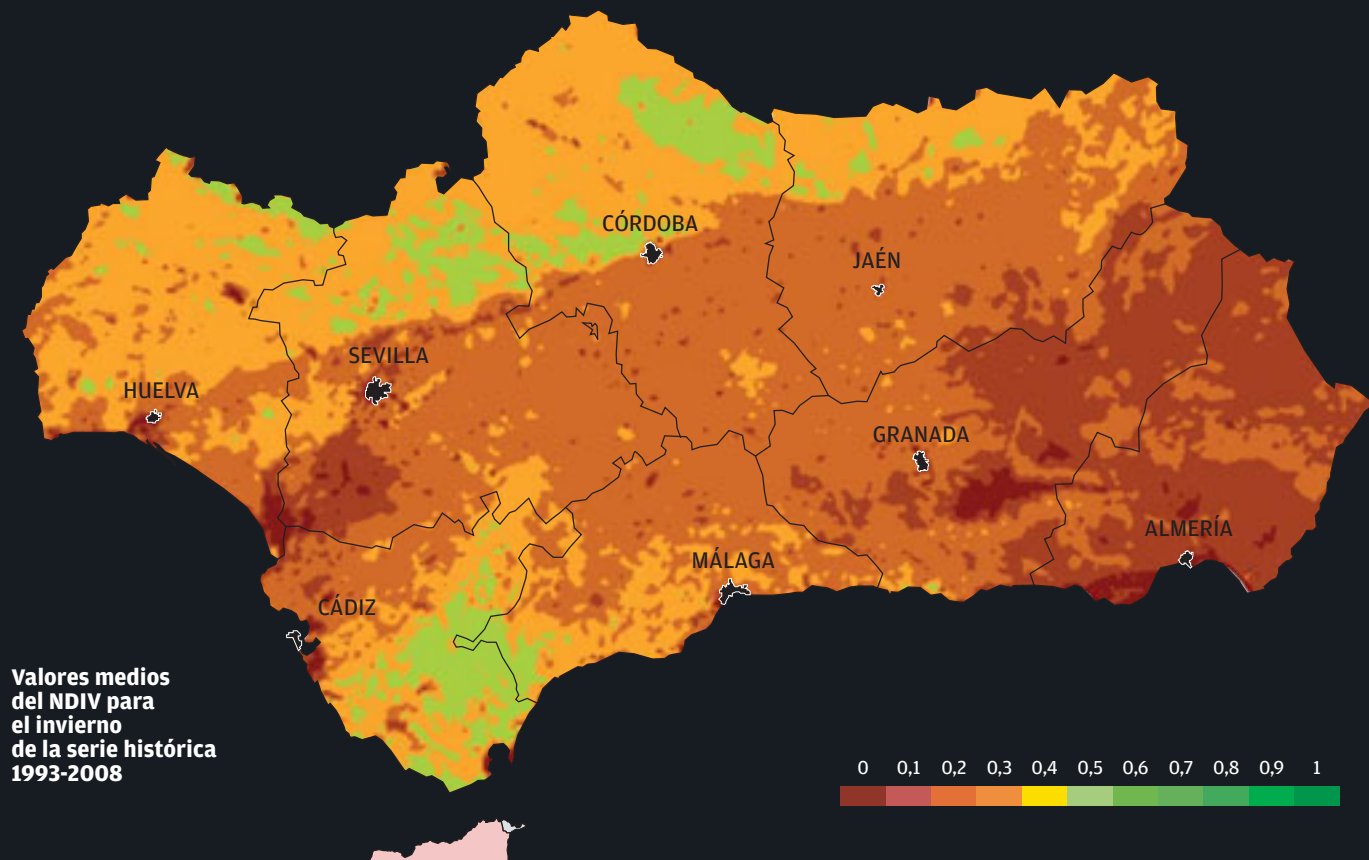 CÓRDOBA
JAÉN
SEVILLA
HUELVA
GRANADA
ALMERÍA
MÁLAGA
CÁDIZ
Valores medios
del NDIV para
el invierno
de la serie histórica
1993-2008
0 0,1 0,2 0,3 0,4 0,5 0,6 0,7 0,8 0,9 1